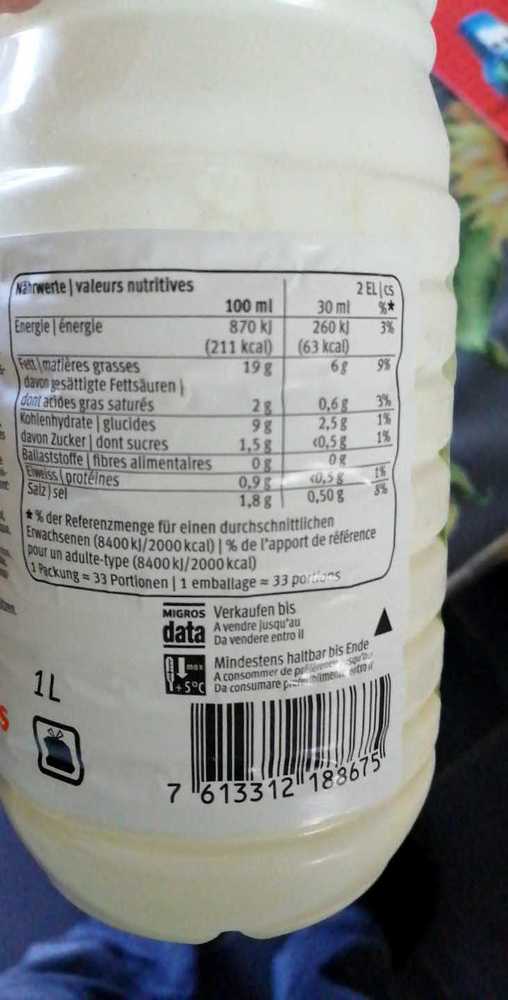 Nährwerte | valeurs nutritives 2 EL | CS
100 ml 30 ml %*
Energie | énergie 870 kJ 260 kJ 3%
(211 kcal) (63 kcal)
Fett | matières grasses 19 g 6 g 9%
davon gesättigte Fettsäuren |
dont acides gras saturés 2 g 0,6 g 3%
Kohlenhydrate | glucides 9 g 2,5 g 1%
davon Zucker | dont sucres 1,5 g <0,5 g 1%
Ballaststoffe | fibres alimentaires 0 g 0 g
Eiweiss | protéines 0,9 g <0,5 g 1%
Salz | sel 1,8 g 0,50 g 8%
* % der Referenzmenge für einen durchschnittlichen
Erwachsenen (8400 kJ/2000 kcal) | % de l'apport de référence
pour un adulte-type (8400 kJ/2000 kcal)
1 Packung ≈ 33 Portionen | 1 emballage ≈ 33 portions
MIGROS data
Verkaufen bis
A vendre jusqu'au
Da vendere entro il
max +5°C
Mindestens haltbar bis Ende
A consommer de
Da consumare
1L
7 613312 188675